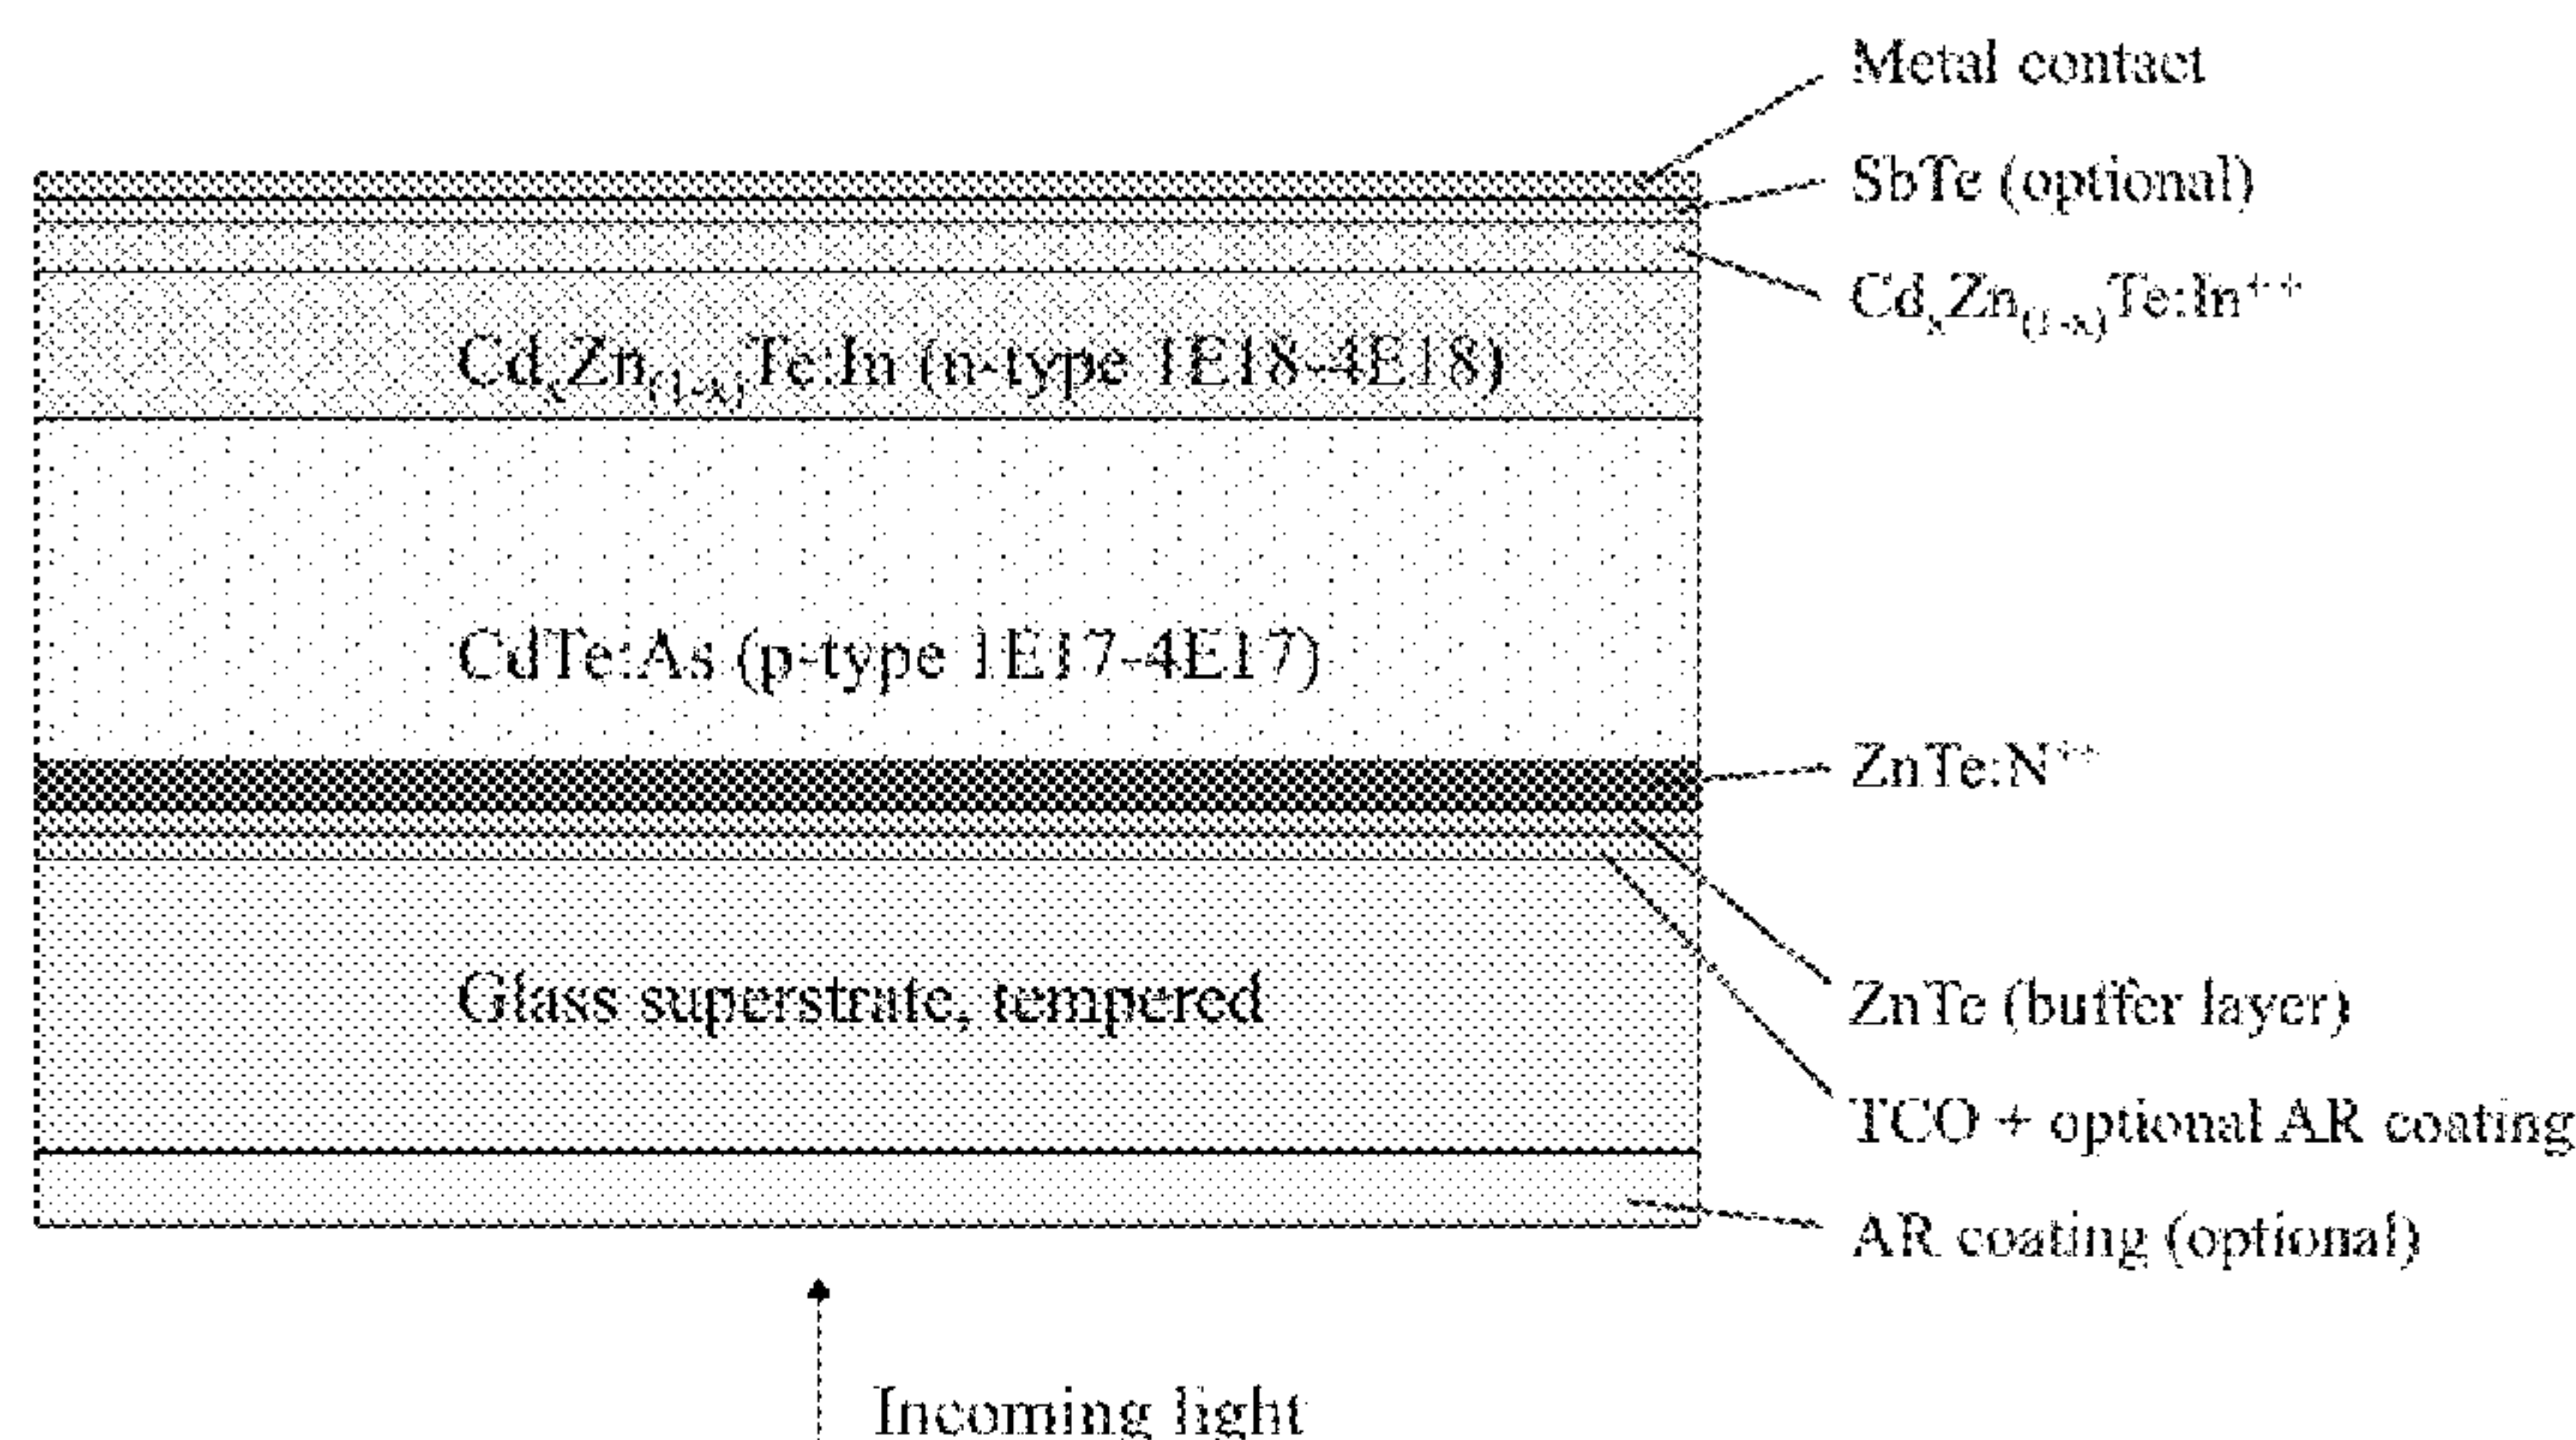 Metal contact
SbTe (optional)
CdₓZn₍₁₋ₓ₎Te:In⁺⁺
CdₓZn₍₁₋ₓ₎Te:In (n-type 1E18-4E18)
CdTe:As (p-type 1E17-4E17)
ZnTe:N⁺⁺
Glass superstrate, tempered
ZnTe (buffer layer)
TCO + optional AR coating
AR coating (optional)
Incoming light